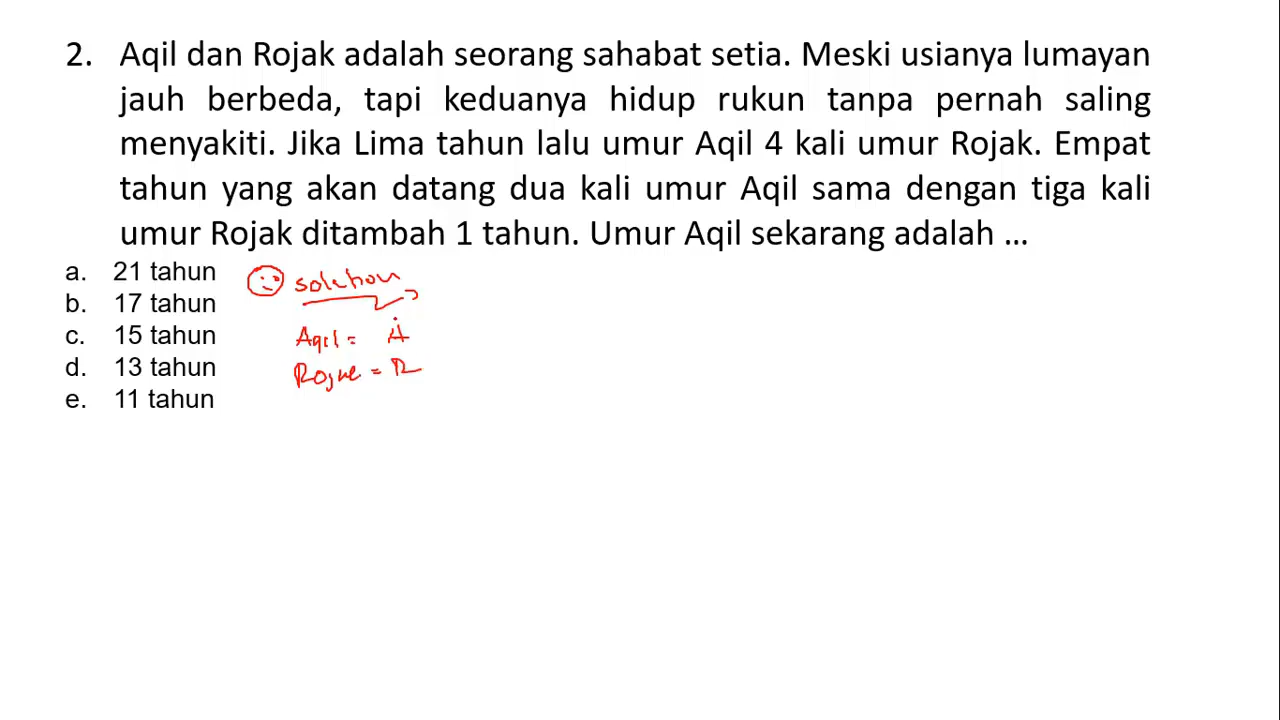 2. Aqil dan Rojak adalah seorang sahabat setia. Meski usianya lumayan
jauh berbeda, tapi keduanya hidup rukun tanpa pernah saling
menyakiti. Jika Lima tahun lalu umur Aqil 4 kali umur Rojak. Empat
tahun yang akan datang dua kali umur Aqil sama dengan tiga kali
umur Rojak ditambah 1 tahun. Umur Aqil sekarang adalah ...
a. 21 tahun
solution
b. 17 tahun
c. 15 tahun
Aqil = A
d. 13 tahun
= R
e. 11 tahun